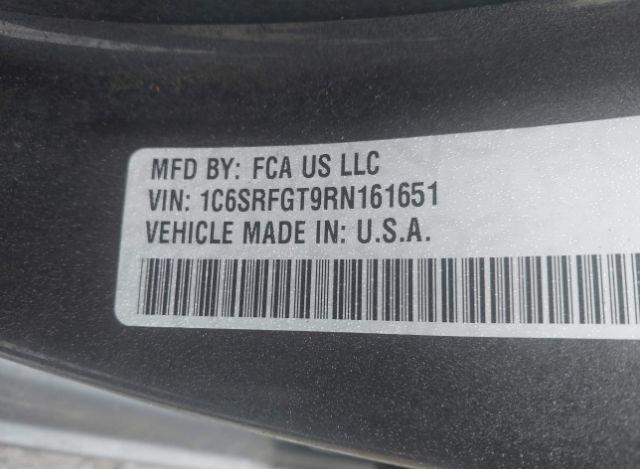 MFD BY: FCA US LLC
VIN: 1C6SRFGT9RN161651
VEHICLE MADE IN: U.S.A.